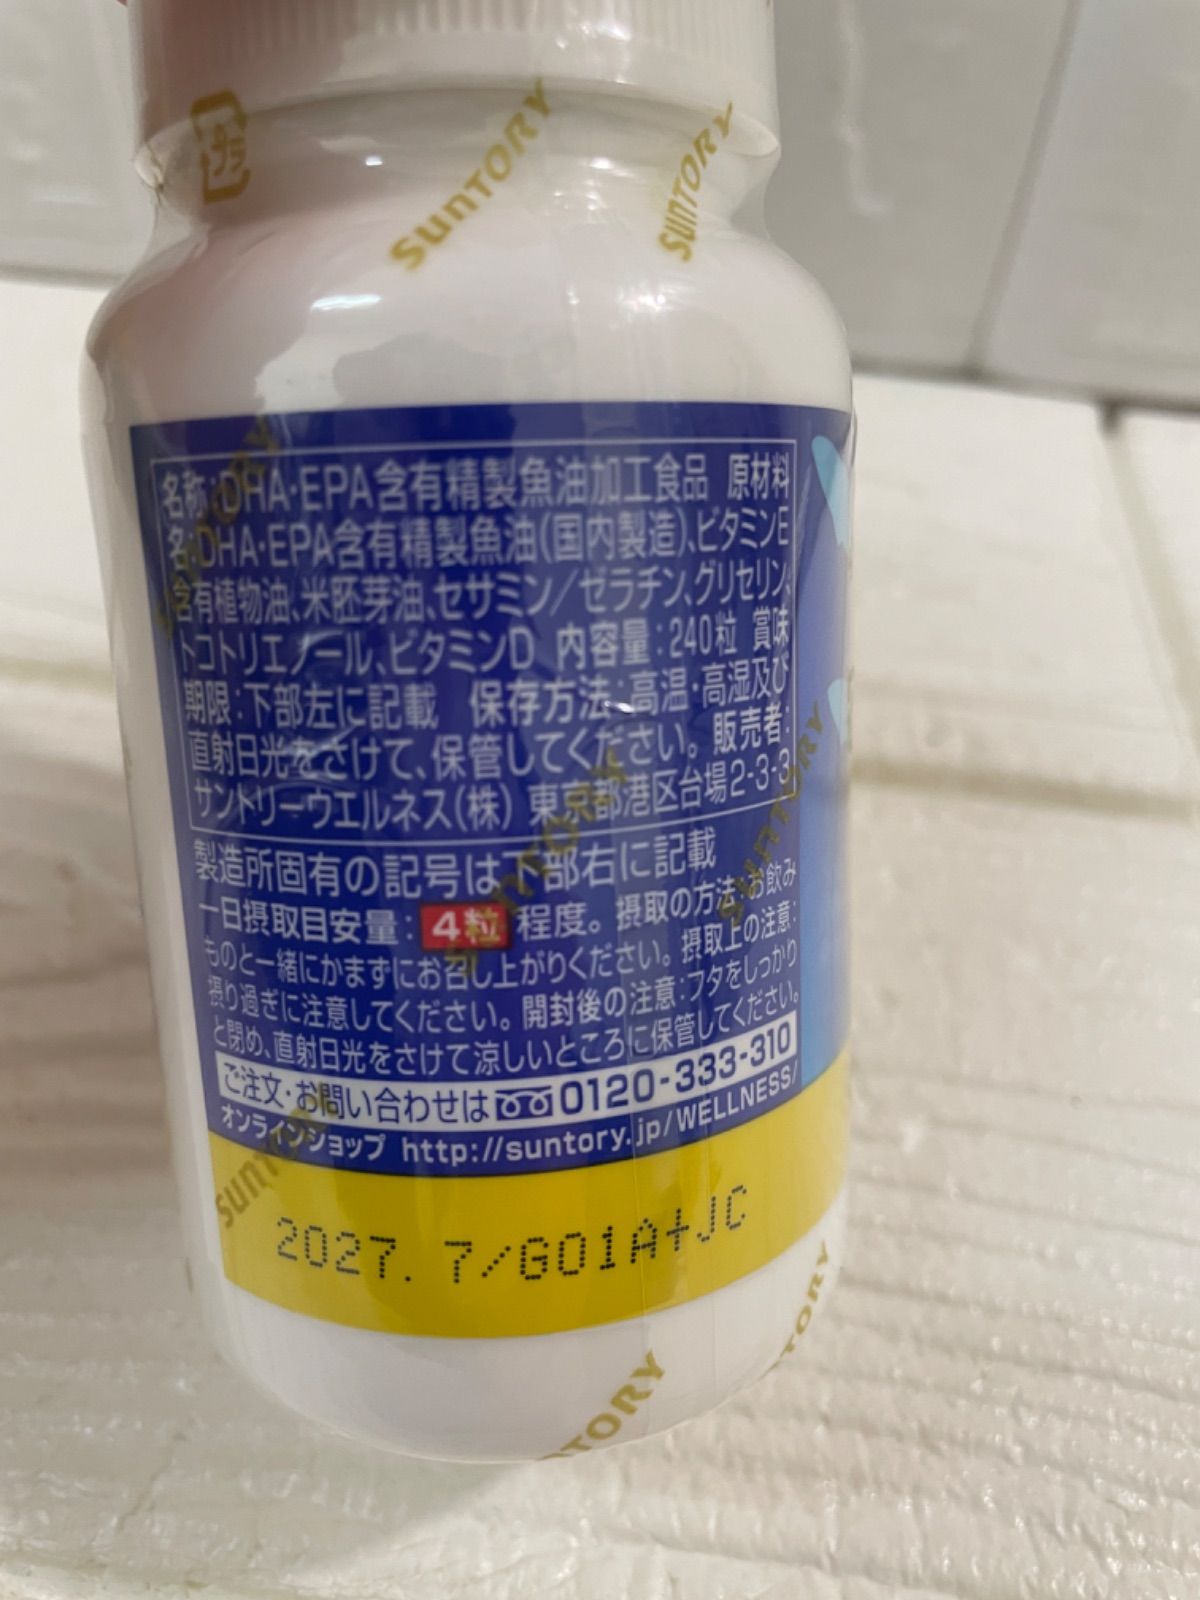 SUNTORY
SUNTORY
名称:DHA・EPA含有精製魚油加工食品 原材料
名:DHA・EPA含有精製魚油(国内製造)、ビタミンE
含有植物油、米胚芽油、セサミン/ゼラチン、グリセリン、
トコトリエノール、ビタミンD 内容量:240粒 賞味
期限:下部左に記載 保存方法:高温・高湿及び
直射日光をさけて、保管してください。 販売者:
サントリーウエルネス(株) 東京都港区台場2-3-3
製造所固有の記号は下部右に記載
一日摂取目安量: 4粒 程度。 摂取の方法:お飲み
ものと一緒にかまずにお召し上がりください。 摂取上の注意:
摂り過ぎに注意してください。 開封後の注意:フタをしっかり
と閉め、直射日光をさけて涼しいところに保管してください。
ご注文・お問い合わせは 0120-333-310
オンラインショップ http://suntory.jp/WELLNESS/
2027. 7/G01A+JC
SUNTORY
SUNTORY
SUNTORY